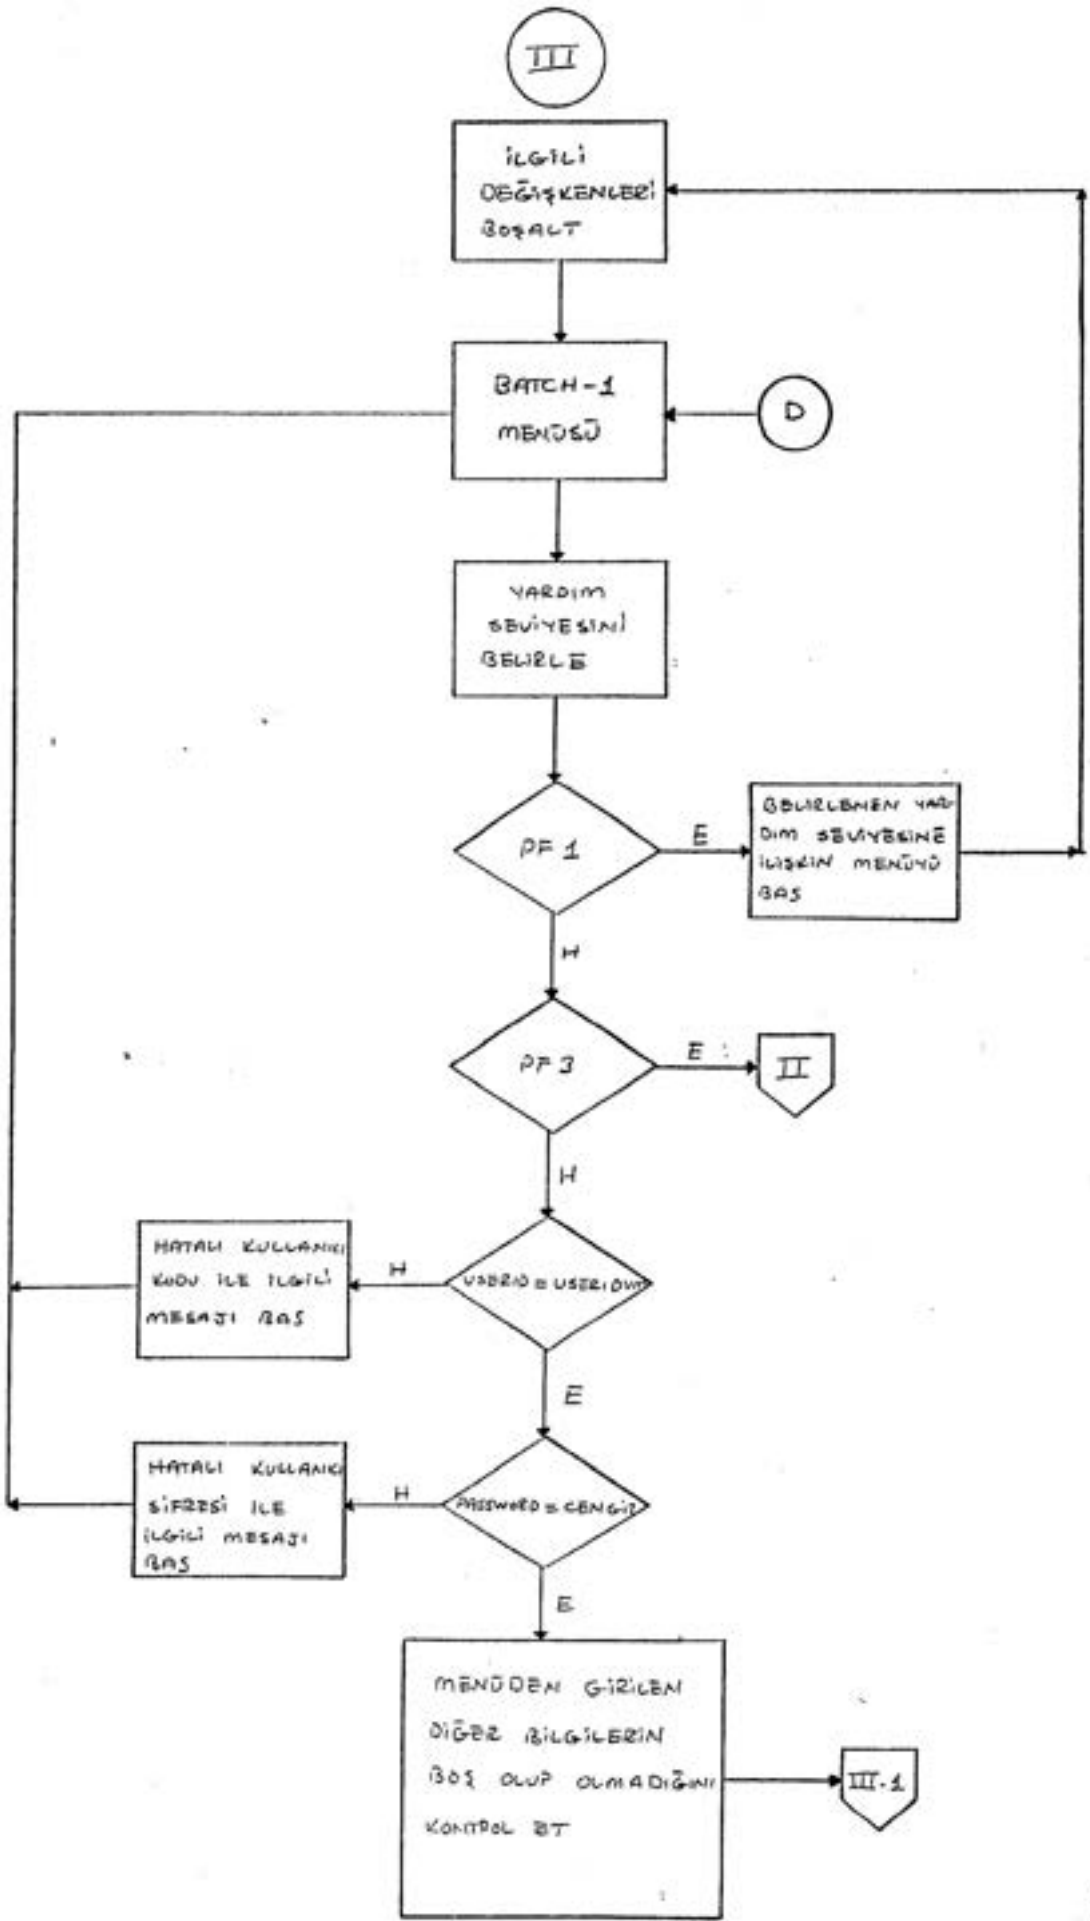 III
İLGİLİ
DEĞİŞKENLERİ
BOŞALT
BATCH-1
MENÜSÜ
D
YARDIM
SEVİYESİNİ
BELİRLE
PF 1
E
BELİRLENEN YAR-
DIM SEVİYESİNE
İLİŞKİN MENÜYÜ
BAS
H
PF 3
E
II
H
HATALI KULLANICI
KODU İLE İLGİLİ
MESAJI BAS
H
E
HATALI KULLANICI
ŞİFRESİ İLE
İLGİLİ MESAJI
BAS
H
PASSWORD = CENGİZ
E
MENÜDEN GİRİLEN
DİĞER BİLGİLERİN
BOŞ OLUP OLMADIĞINI
KONTROL ET
III-1